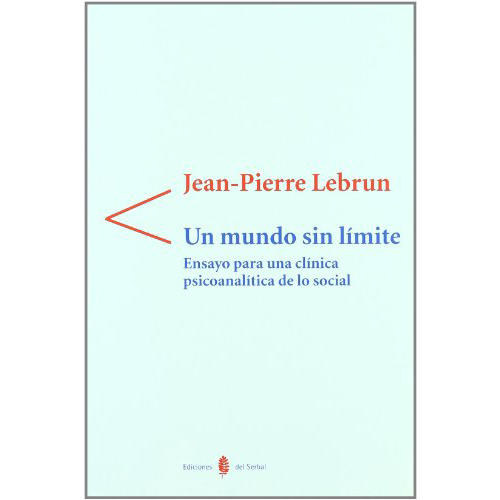 Jean-Pierre Lebrun
Un mundo sin límite
Ensayo para una clínica
psicoanalítica de lo social
Ediciones del Serbal